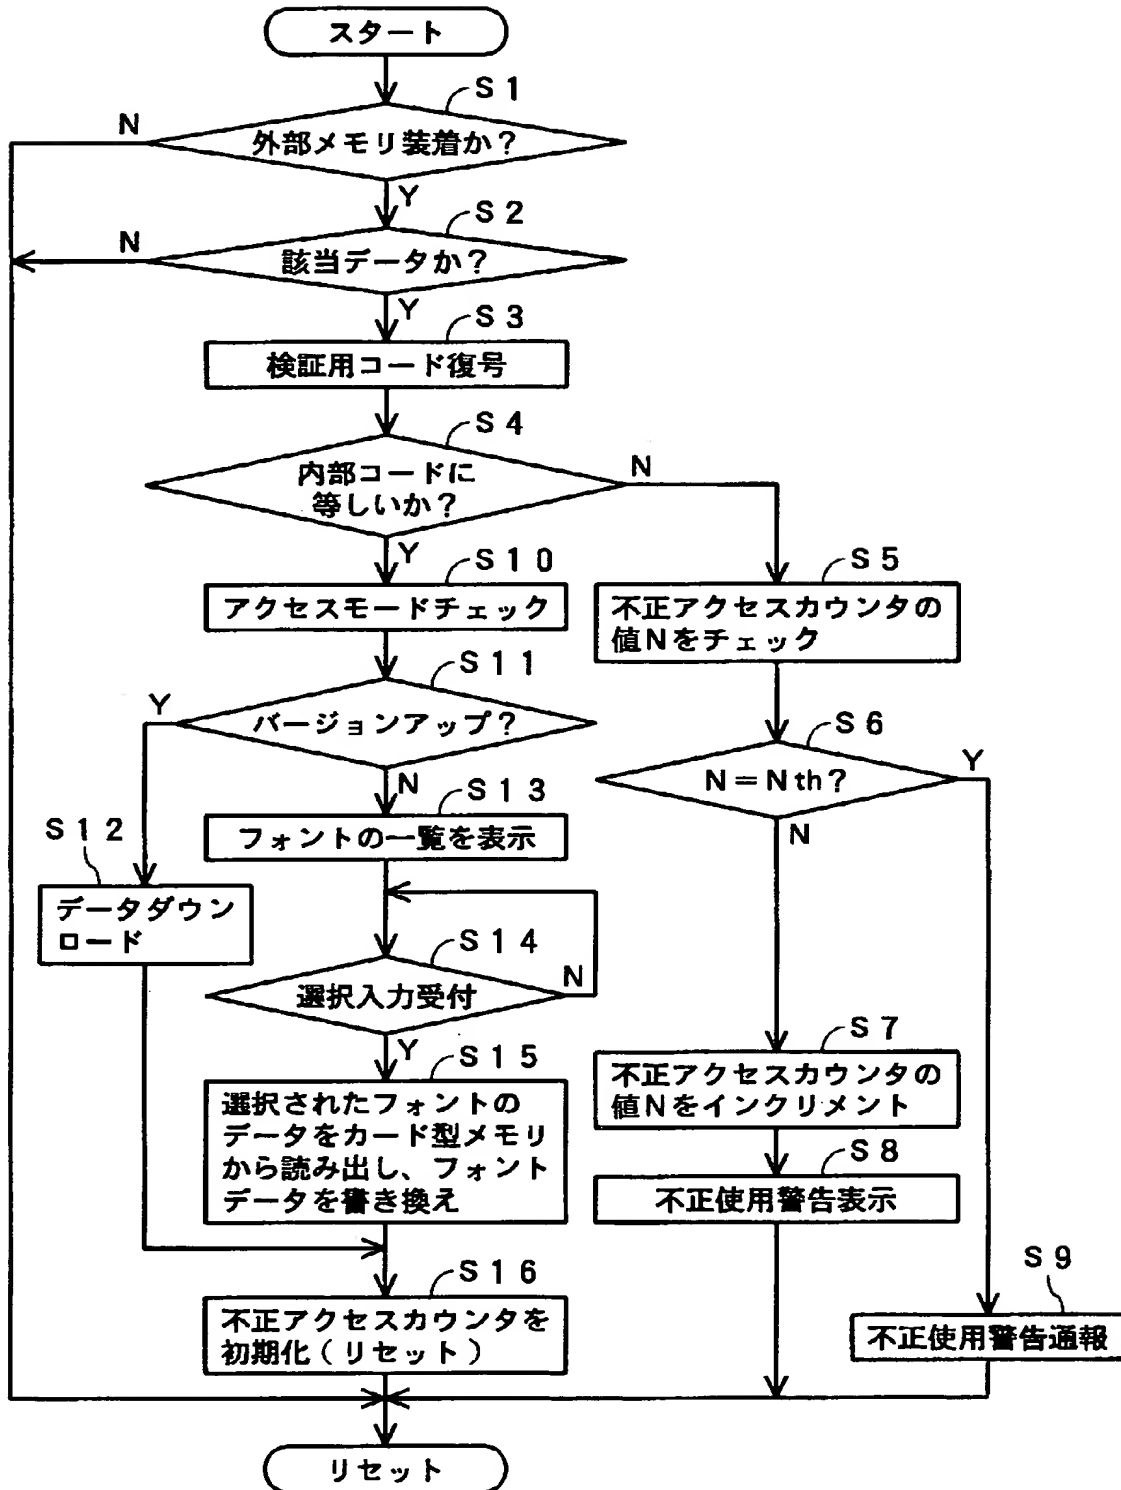 スタート
S1
外部メモリ装着か？
N
Y
S2
該当データか？
N
Y
S3
検証用コード復号
S4
内部コードに
等しいか？
N
Y
S10
アクセスモードチェック
S5
不正アクセスカウンタの
値Nをチェック
S11
バージョンアップ？
Y
N
S6
N＝Nth？
Y
N
S13
フォントの一覧を表示
S12
データダウン
ロード
S14
選択入力受付
N
Y
S15
選択されたフォントの
データをカード型メモリ
から読み出し、フォント
データを書き換え
S7
不正アクセスカウンタの
値Nをインクリメント
S8
不正使用警告表示
S9
不正使用警告通報
S16
不正アクセスカウンタを
初期化（リセット）
リセット